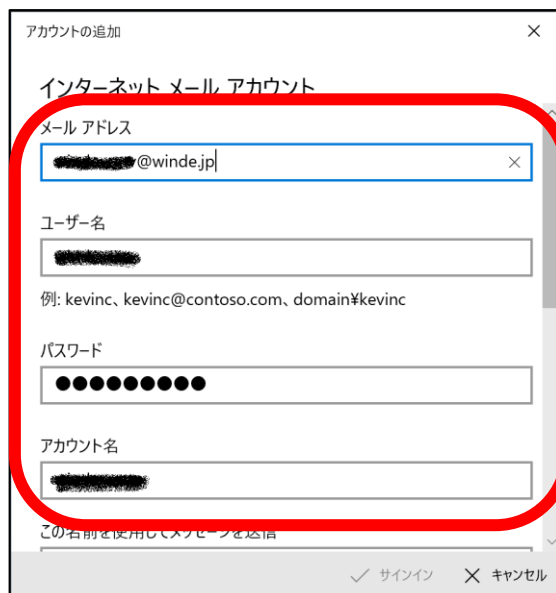 アカウントの追加
インターネット メール アカウント
メール アドレス
@winde.jp
ユーザー名
例: kevinc、kevinc@contoso.com、domain¥kevinc
パスワード
●●●●●●●●●
アカウント名
この名前を使用してメッセージを送信
サインイン
キャンセル